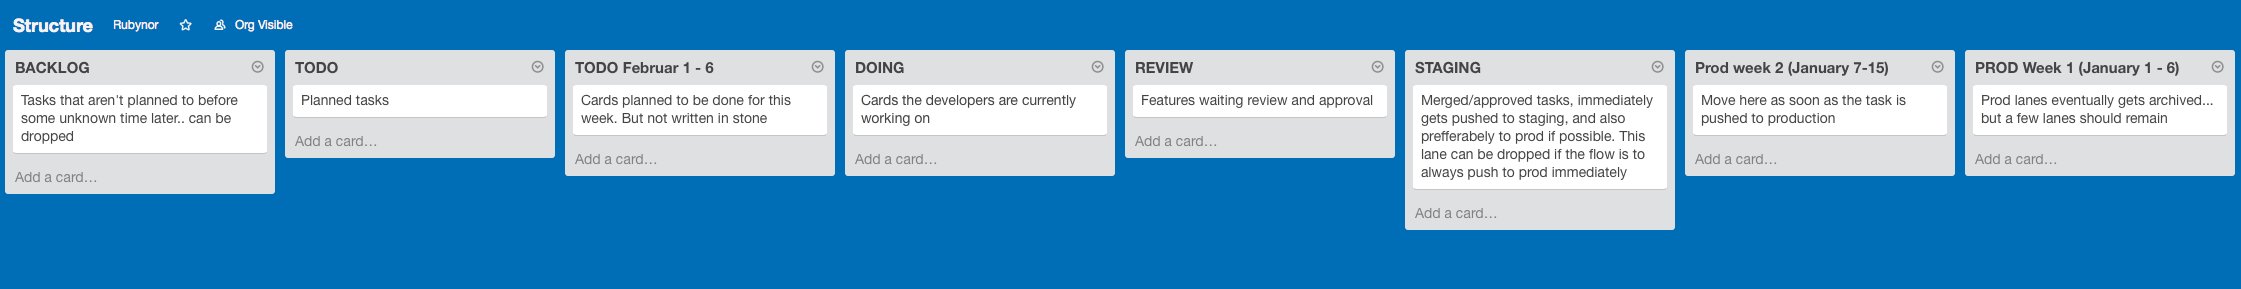 Structure Rubynor Org Visible
BACKLOG
Tasks that aren't planned to before
some unknown time later.. can be
dropped
Add a card…
TODO
Planned tasks
Add a card…
TODO Februar 1 - 6
Cards planned to be done for this
week. But not written in stone
Add a card…
DOING
Cards the developers are currently
working on
Add a card…
REVIEW
Features waiting review and approval
Add a card…
STAGING
Merged/approved tasks, immediately
gets pushed to staging, and also
prefferabely to prod if possible. This
lane can be dropped if the flow is to
always push to prod immediately
Add a card…
Prod week 2 (January 7-15)
Move here as soon as the task is
pushed to production
Add a card…
PROD Week 1 (January 1 - 6)
Prod lanes eventually gets archived...
but a few lanes should remain
Add a card…